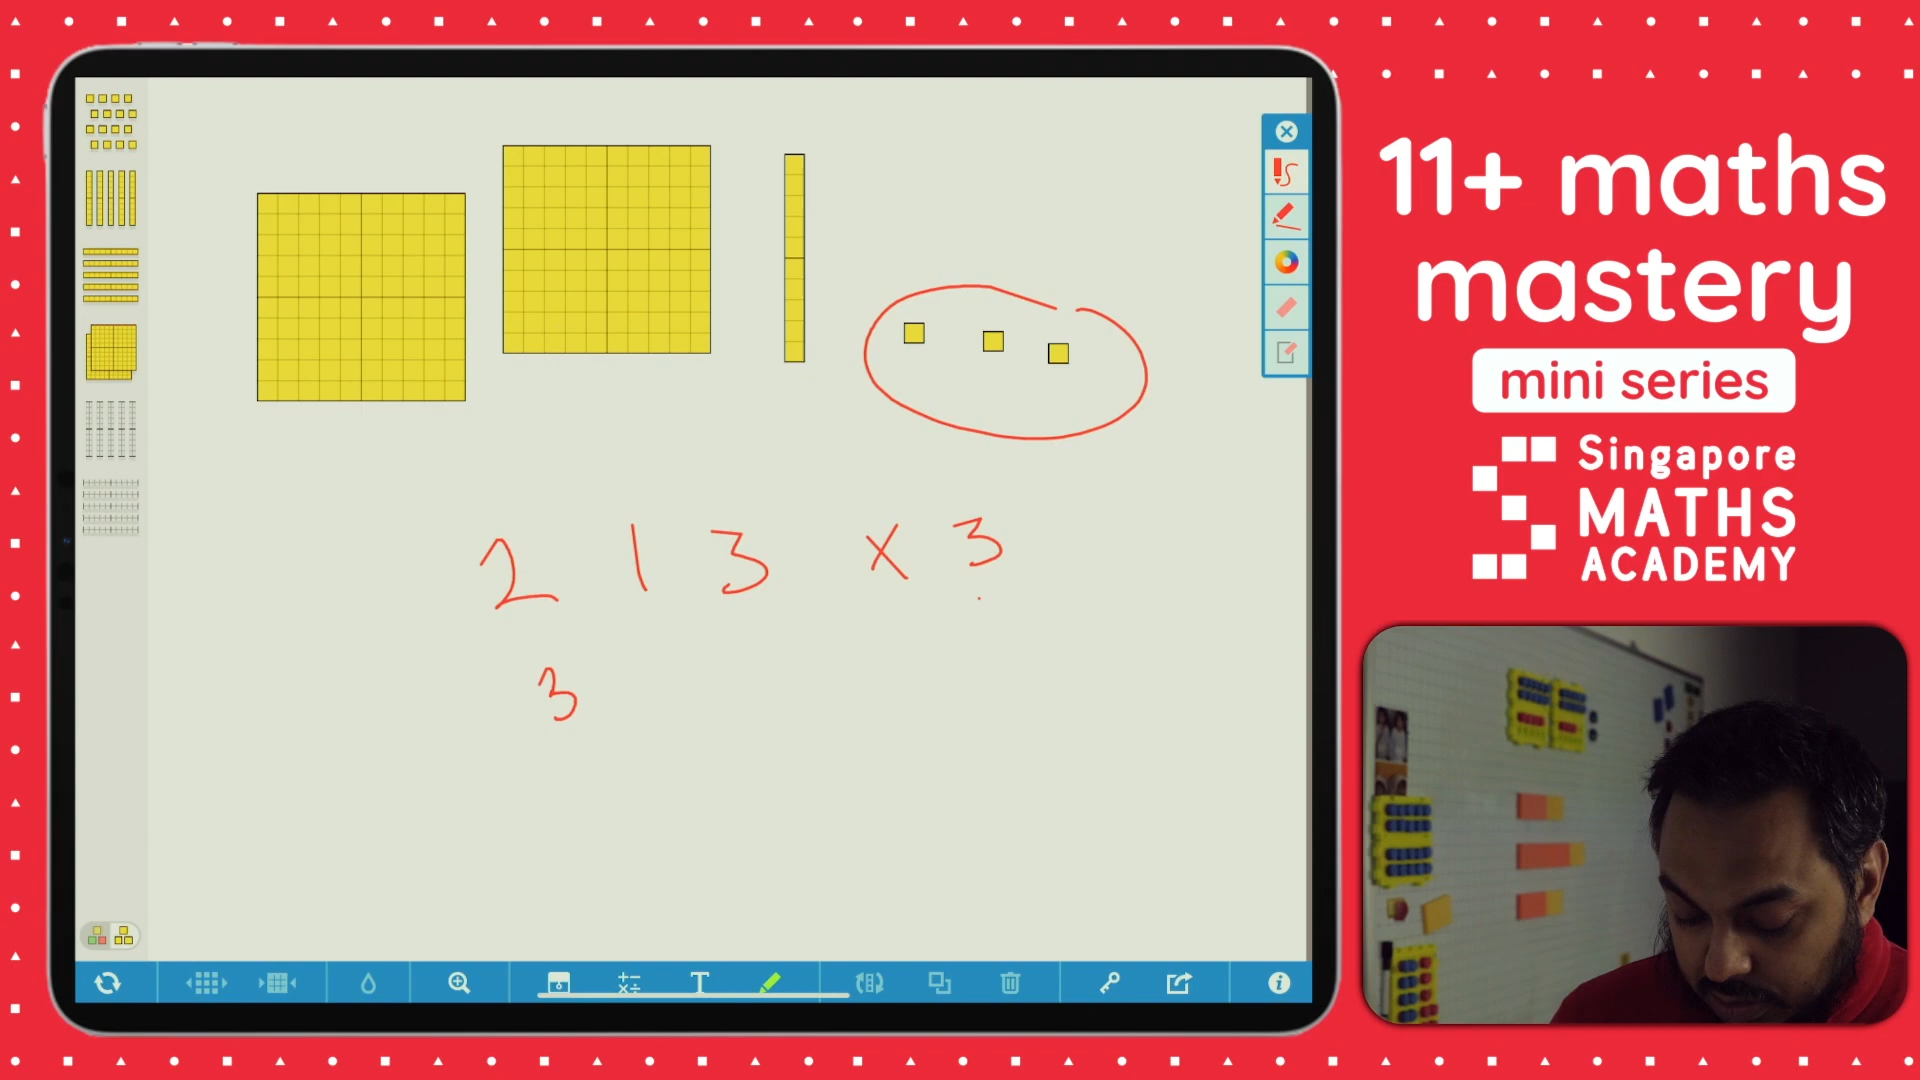 11+ maths
mastery
mini series
Singapore
MATHS
ACADEMY
2 1 3 x 3
3
T